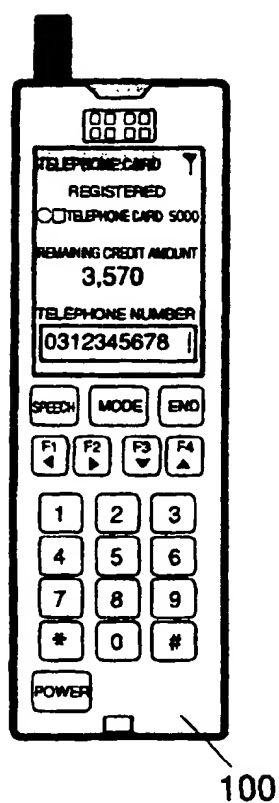 TELEPHONE CARD
REGISTERED
○□TELEPHONE CARD 5000
REMAINING CREDIT AMOUNT
3,570
TELEPHONE NUMBER
0312345678
SPEECH MODE END
F1 F2 F3 F4
◀ ▶ ▼ ▲
1 2 3
4 5 6
7 8 9
* 0 #
POWER
100